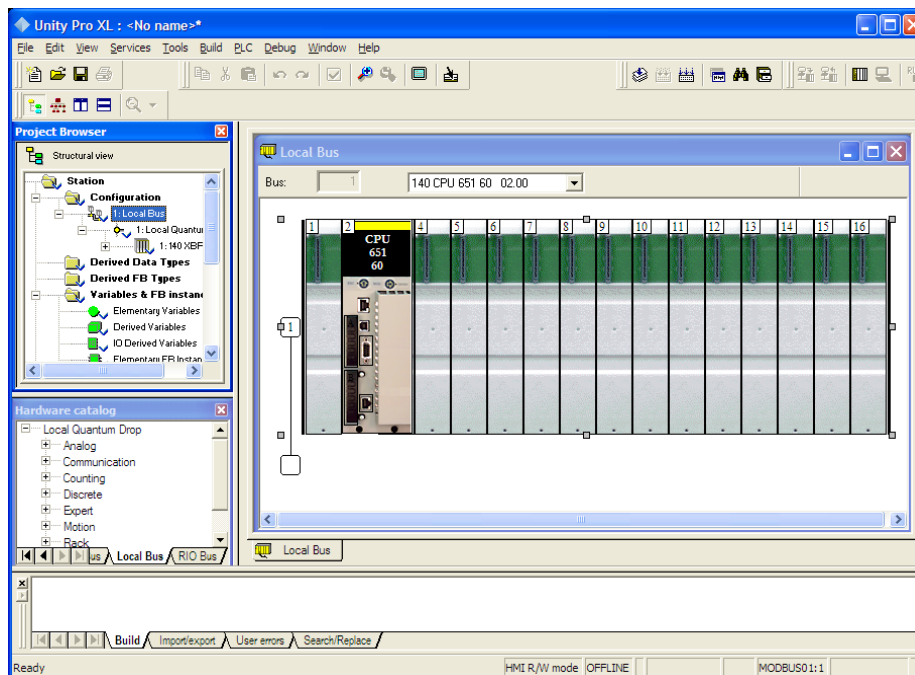 Unity Pro XL : <No name>*
File Edit View Services Tools Build PLC Debug Window Help
Project Browser
Structural view
Station
Configuration
1: Local Bus
1: Local Quantu
1: 140 XBF
Derived Data Types
Derived FB Types
Variables & FB instanc
Elementary Variables
Derived Variables
IO Derived Variables
Elementary FB Instan
Hardware catalog
Local Quantum Drop
Analog
Communication
Counting
Discrete
Expert
Motion
Rack
us Local Bus RIO Bus
Local Bus
Bus: 1 140 CPU 651 60 02.00
1 2 4 5 6 7 8 9 10 11 12 13 14 15 16
CPU
651
60
1
Local Bus
Build Import/export User errors Search/Replace
Ready HMI R/W mode OFFLINE MODBUS01:1